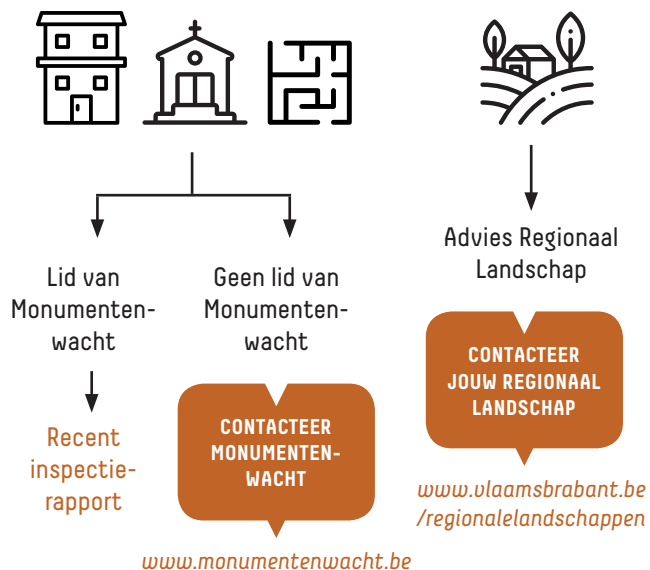 Lid van
Monumenten-
wacht
Recent
inspectie-
rapport
Geen lid van
Monumenten-
wacht
CONTACTEER
MONUMENTEN-
WACHT
www.monumentenwacht.be
Advies Regionaal
Landschap
CONTACTEER
JOUW REGIONAAL
LANDSCHAP
www.vlaamsbrabant.be
/regionalelandschappen